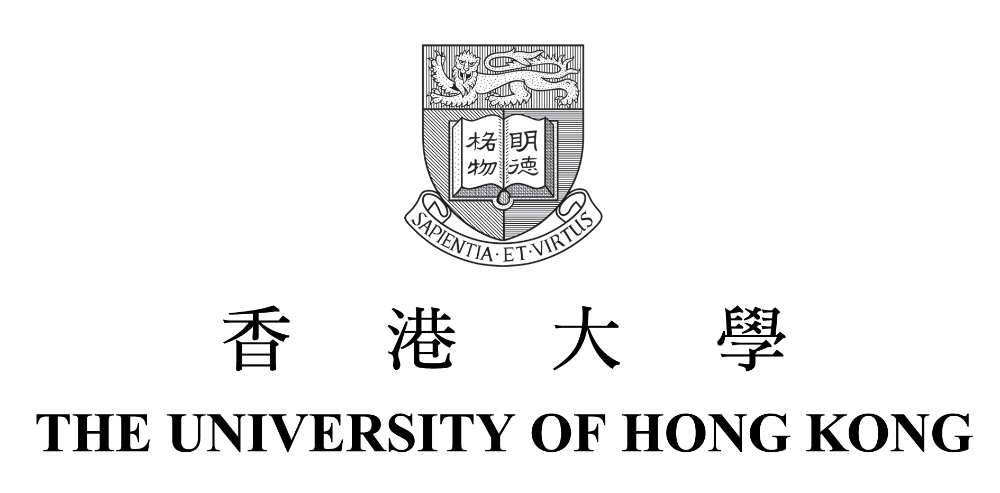 明德
格物
SAPIENTIA·ET·VIRTUS
香港大學
THE UNIVERSITY OF HONG KONG